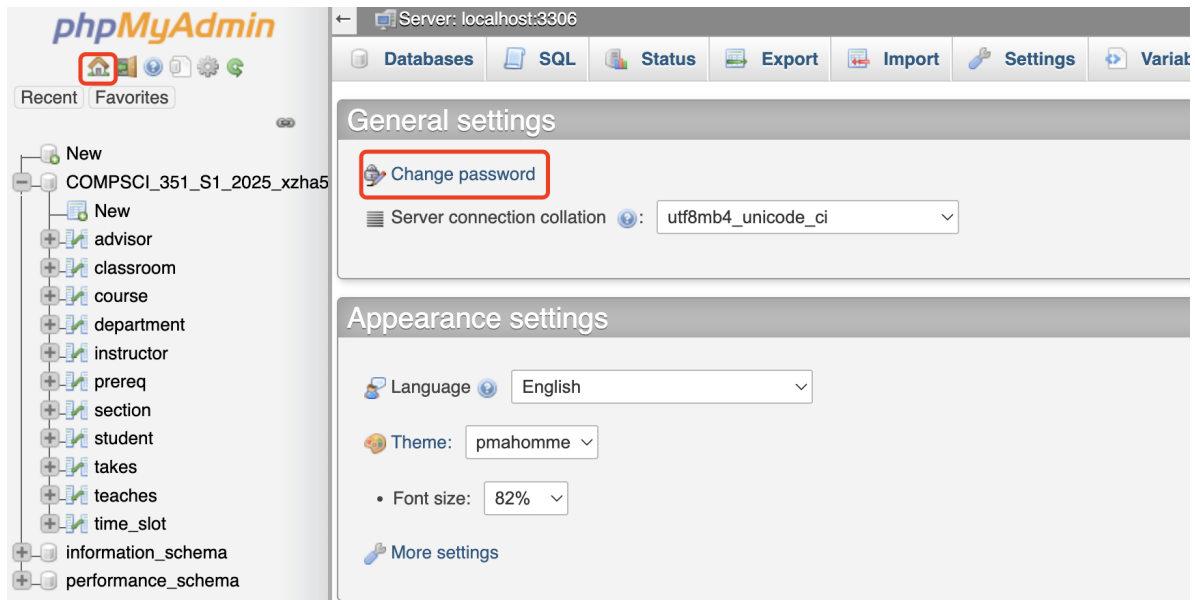 phpMyAdmin
Recent Favorites
New
COMPSCI_351_S1_2025_xzha5
New
advisor
classroom
course
department
instructor
prereq
section
student
takes
teaches
time_slot
information_schema
performance_schema
Server: localhost:3306
Databases SQL Status Export Import Settings Variab
General settings
Change password
Server connection collation : utf8mb4_unicode_ci
Appearance settings
Language English
Theme: pmahomme
• Font size: 82%
More settings